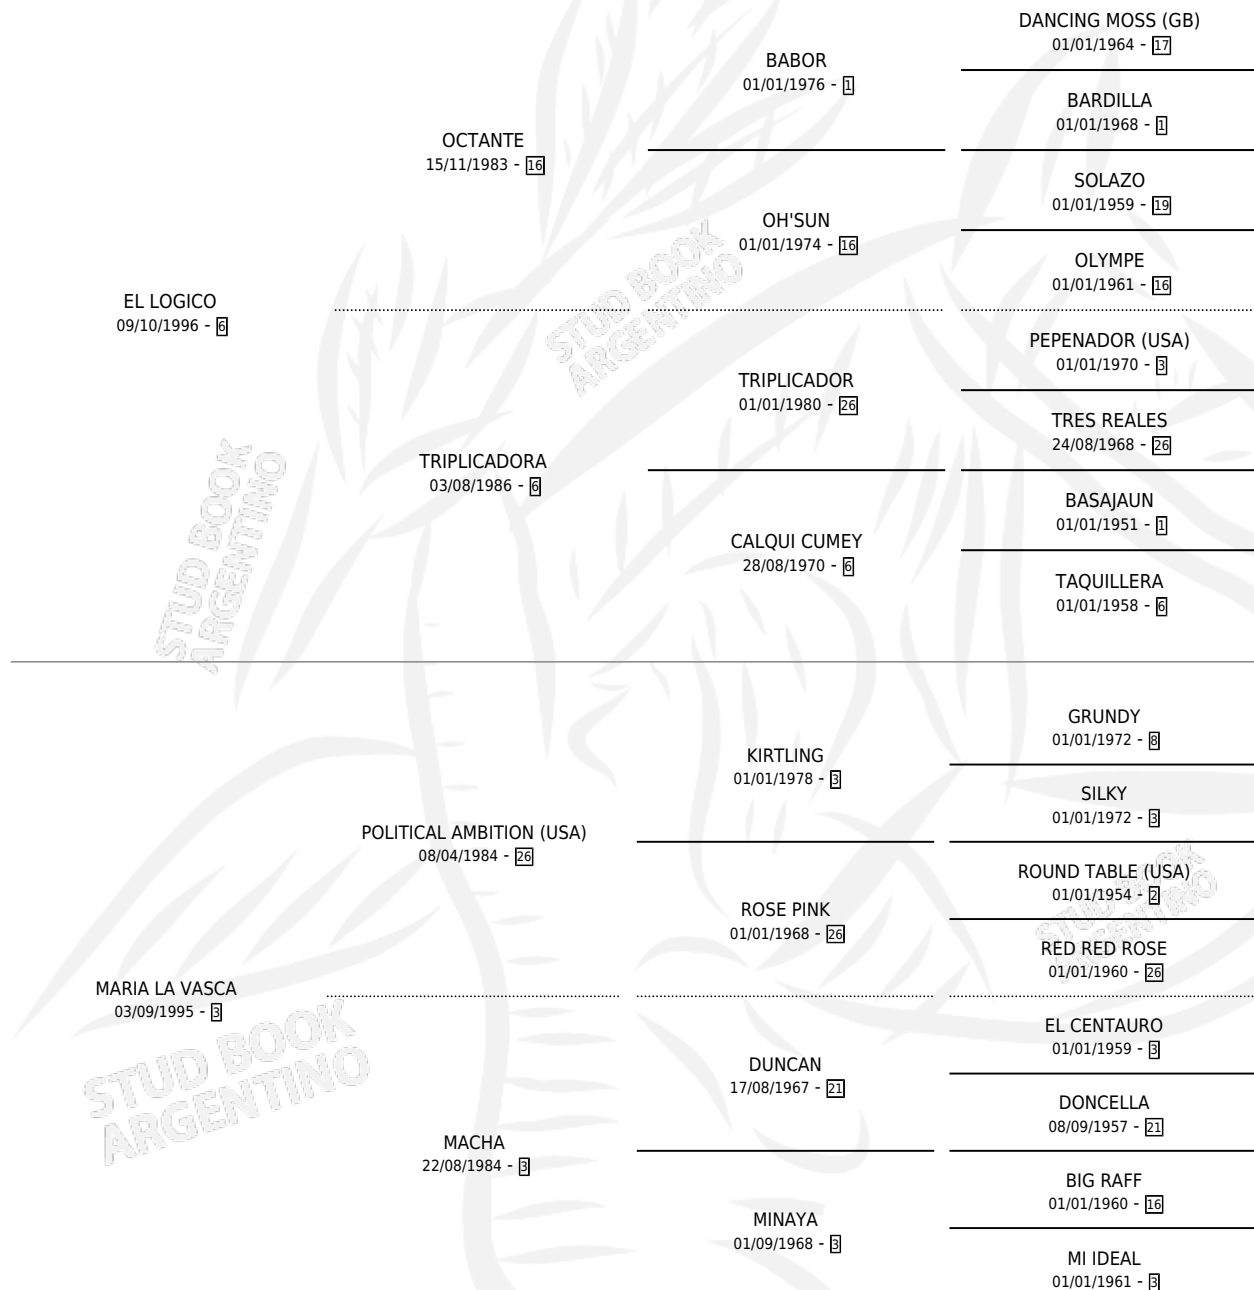 DANCING MOSS (GB)
01/01/1964 - 17
BABOR
01/01/1976 - 1
BARDILLA
01/01/1968 - 1
OCTANTE
15/11/1983 - 16
SOLAZO
01/01/1959 - 19
OH'SUN
01/01/1974 - 16
OLYMPE
01/01/1961 - 16
EL LOGICO
09/10/1996 - 6
STUD BOOK
ARGENTINO
PEPENADOR (USA)
01/01/1970 - 3
TRIPLICADOR
01/01/1980 - 26
TRES REALES
24/08/1968 - 26
TRIPLICADORA
03/08/1986 - 6
BASAJAUN
01/01/1951 - 1
CALQUI CUMEY
28/08/1970 - 6
TAQUILLERA
01/01/1958 - 6
STUD BOOK
ARGENTINO
GRUNDY
01/01/1972 - 8
KIRTLING
01/01/1978 - 3
SILKY
01/01/1972 - 3
POLITICAL AMBITION (USA)
08/04/1984 - 26
ROUND TABLE (USA)
01/01/1954 - 2
ROSE PINK
01/01/1968 - 26
RED RED ROSE
01/01/1960 - 26
STUD BOOK
ARGENTINO
MARIA LA VASCA
03/09/1995 - 3
EL CENTAURO
01/01/1959 - 3
DUNCAN
17/08/1967 - 21
DONCELLA
08/09/1957 - 21
STUD BOOK
ARGENTINO
MACHA
22/08/1984 - 3
BIG RAFF
01/01/1960 - 16
MINAYA
01/09/1968 - 3
MI IDEAL
01/01/1961 - 3